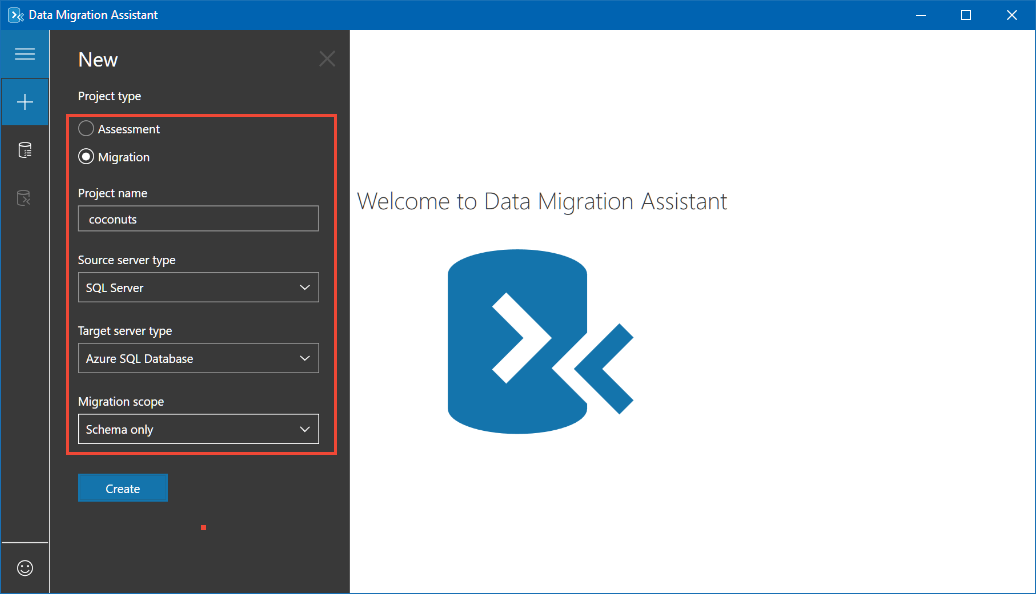 Data Migration Assistant
New
Project type
Assessment
Migration
Project name
coconuts
Source server type
SQL Server
Target server type
Azure SQL Database
Migration scope
Schema only
Create
Welcome to Data Migration Assistant